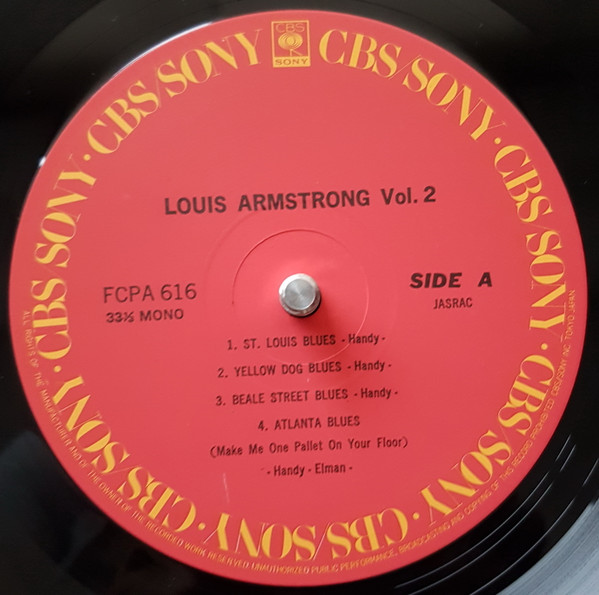 CBS
SONY
CBS/SONY · CBS/SONY · CBS/SONY · CBS/SONY · CBS/SONY · CBS/SONY · CBS/SONY · CBS/SONY
LOUIS ARMSTRONG Vol. 2
FCPA 616
33⅓ MONO
SIDE A
JASRAC
1. ST. LOUIS BLUES - Handy -
2. YELLOW DOG BLUES - Handy -
3. BEALE STREET BLUES - Handy -
4. ATLANTA BLUES
(Make Me One Pallet On Your Floor)
- Handy - Elman -
ALL RIGHTS OF THE MANUFACTURER AND OF THE OWNER OF THE RECORDED WORK RESERVED. UNAUTHORIZED PUBLIC PERFORMANCE, BROADCASTING AND COPYING OF THIS RECORD PROHIBITED. CBS/SONY INC. TOKYO JAPAN